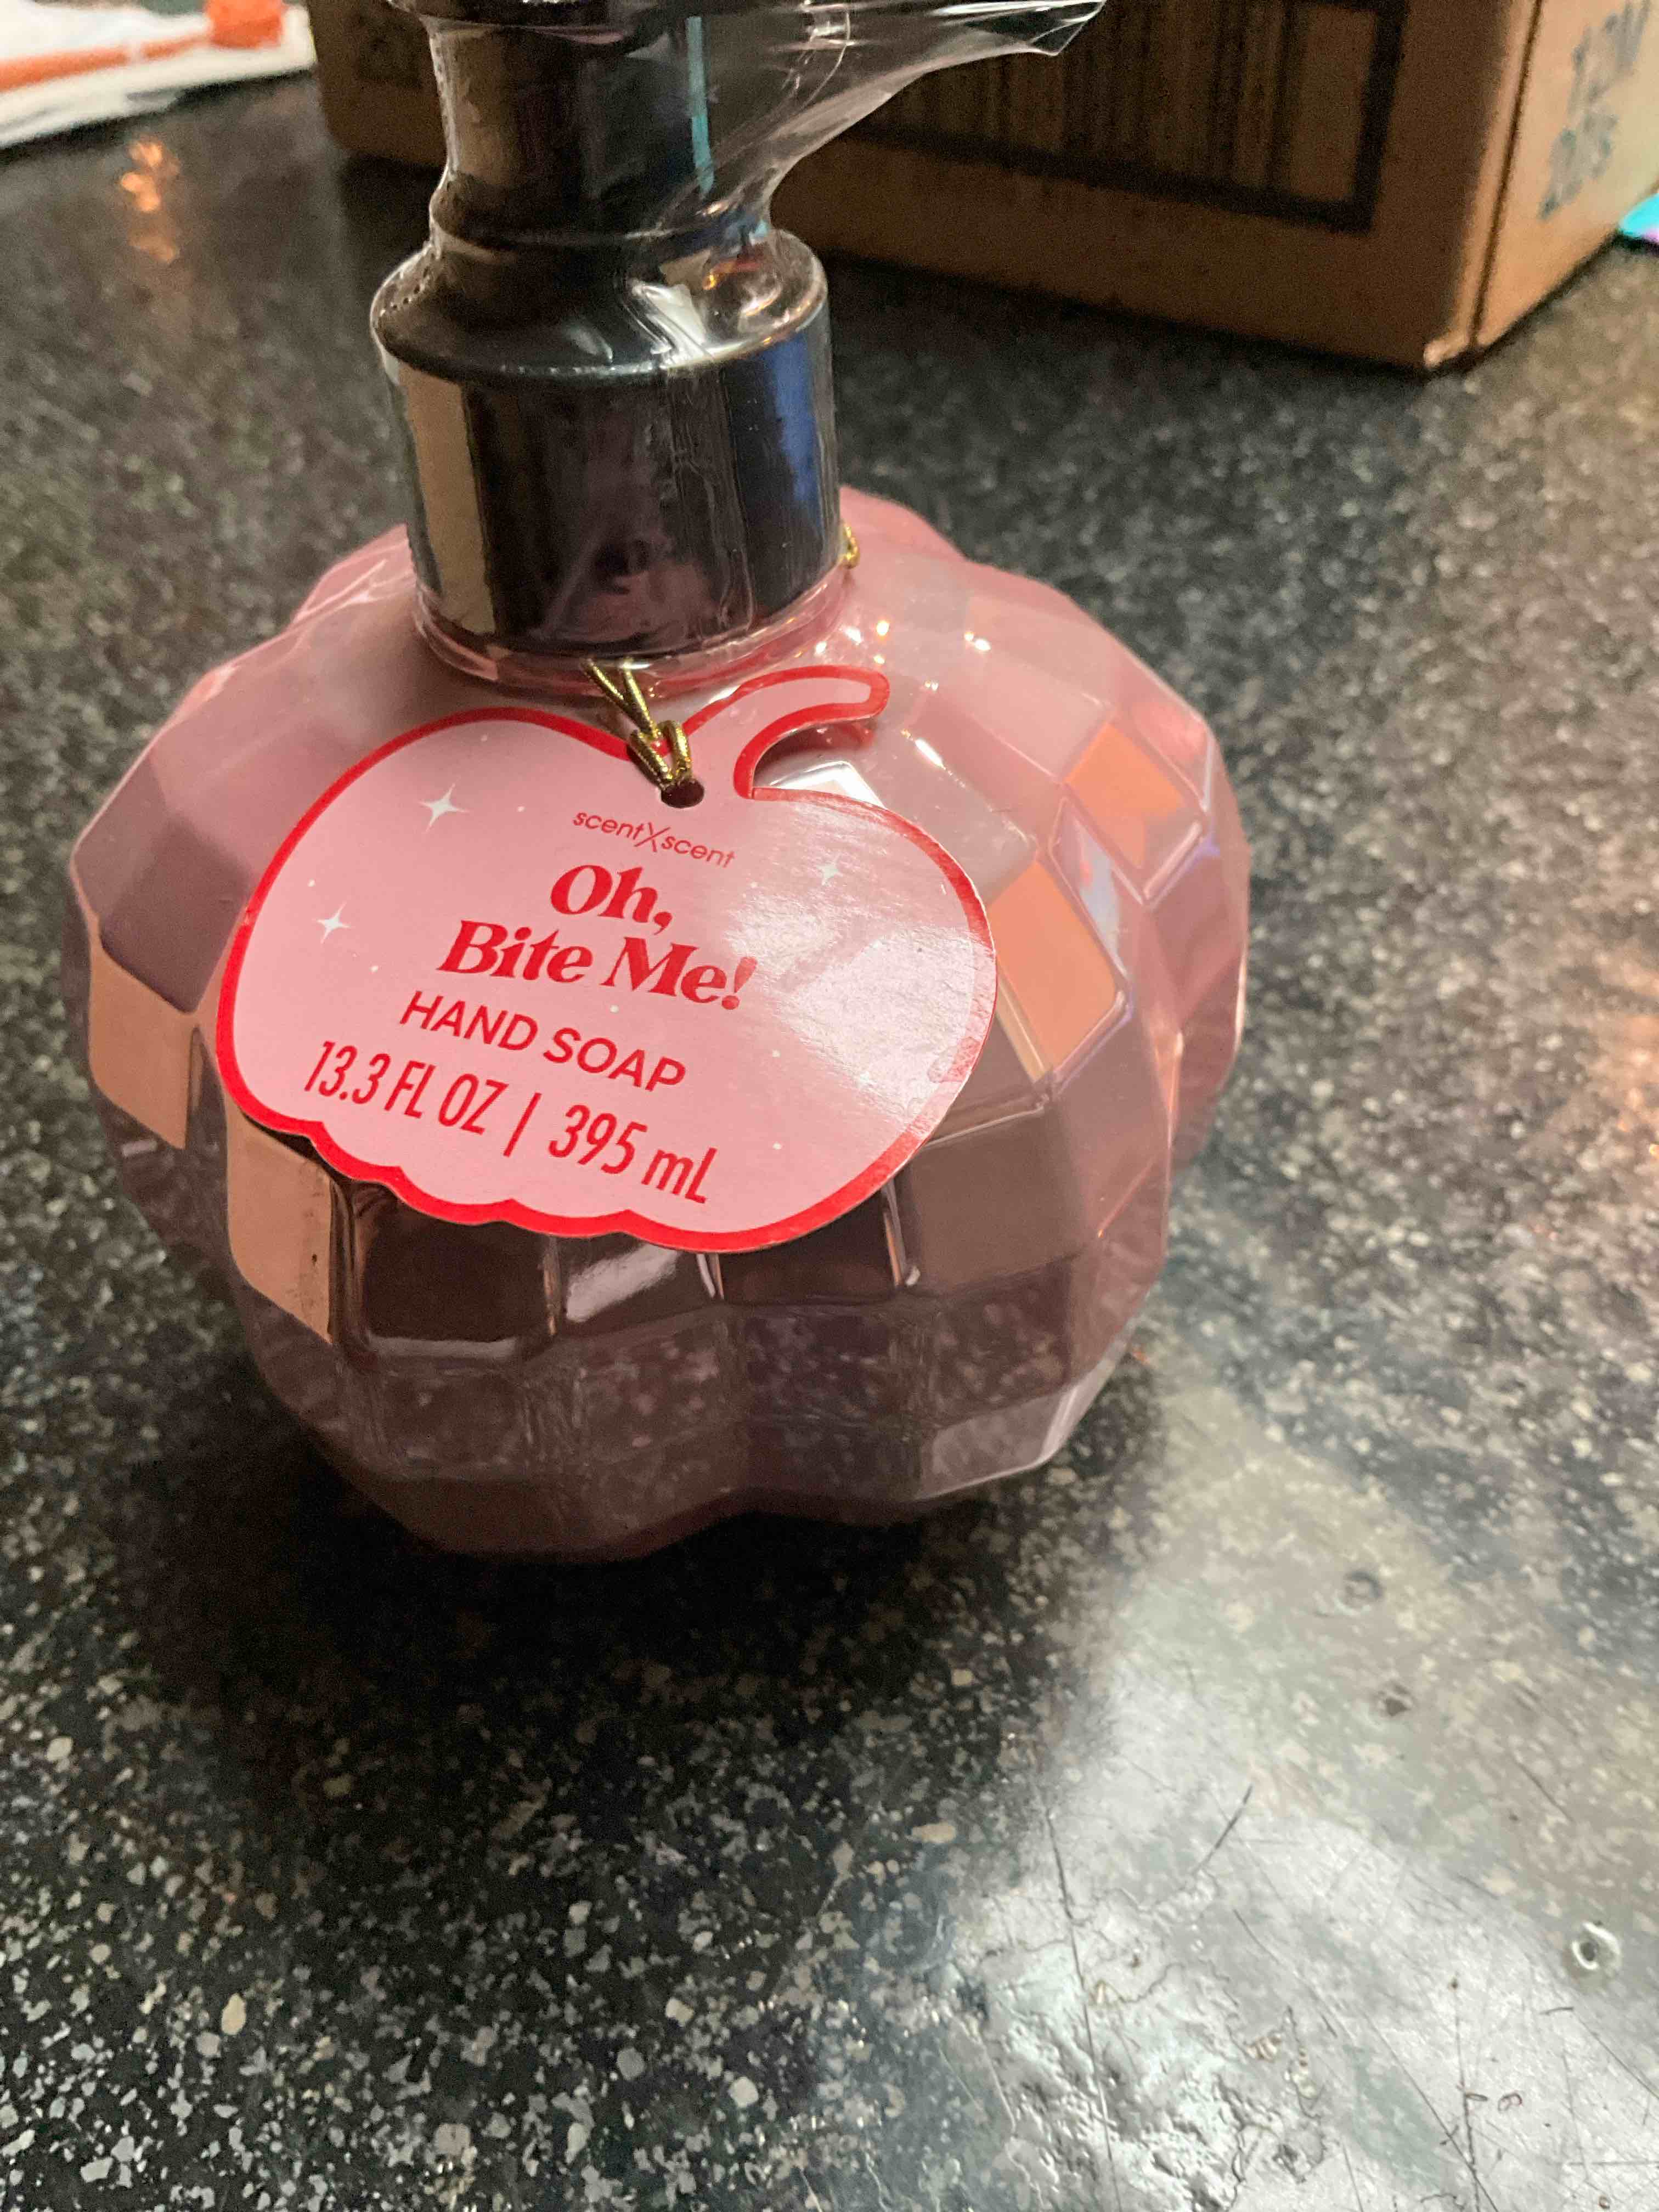 scentXscent
Oh,
Bite Me!
HAND SOAP
13.3 FL OZ | 395 mL